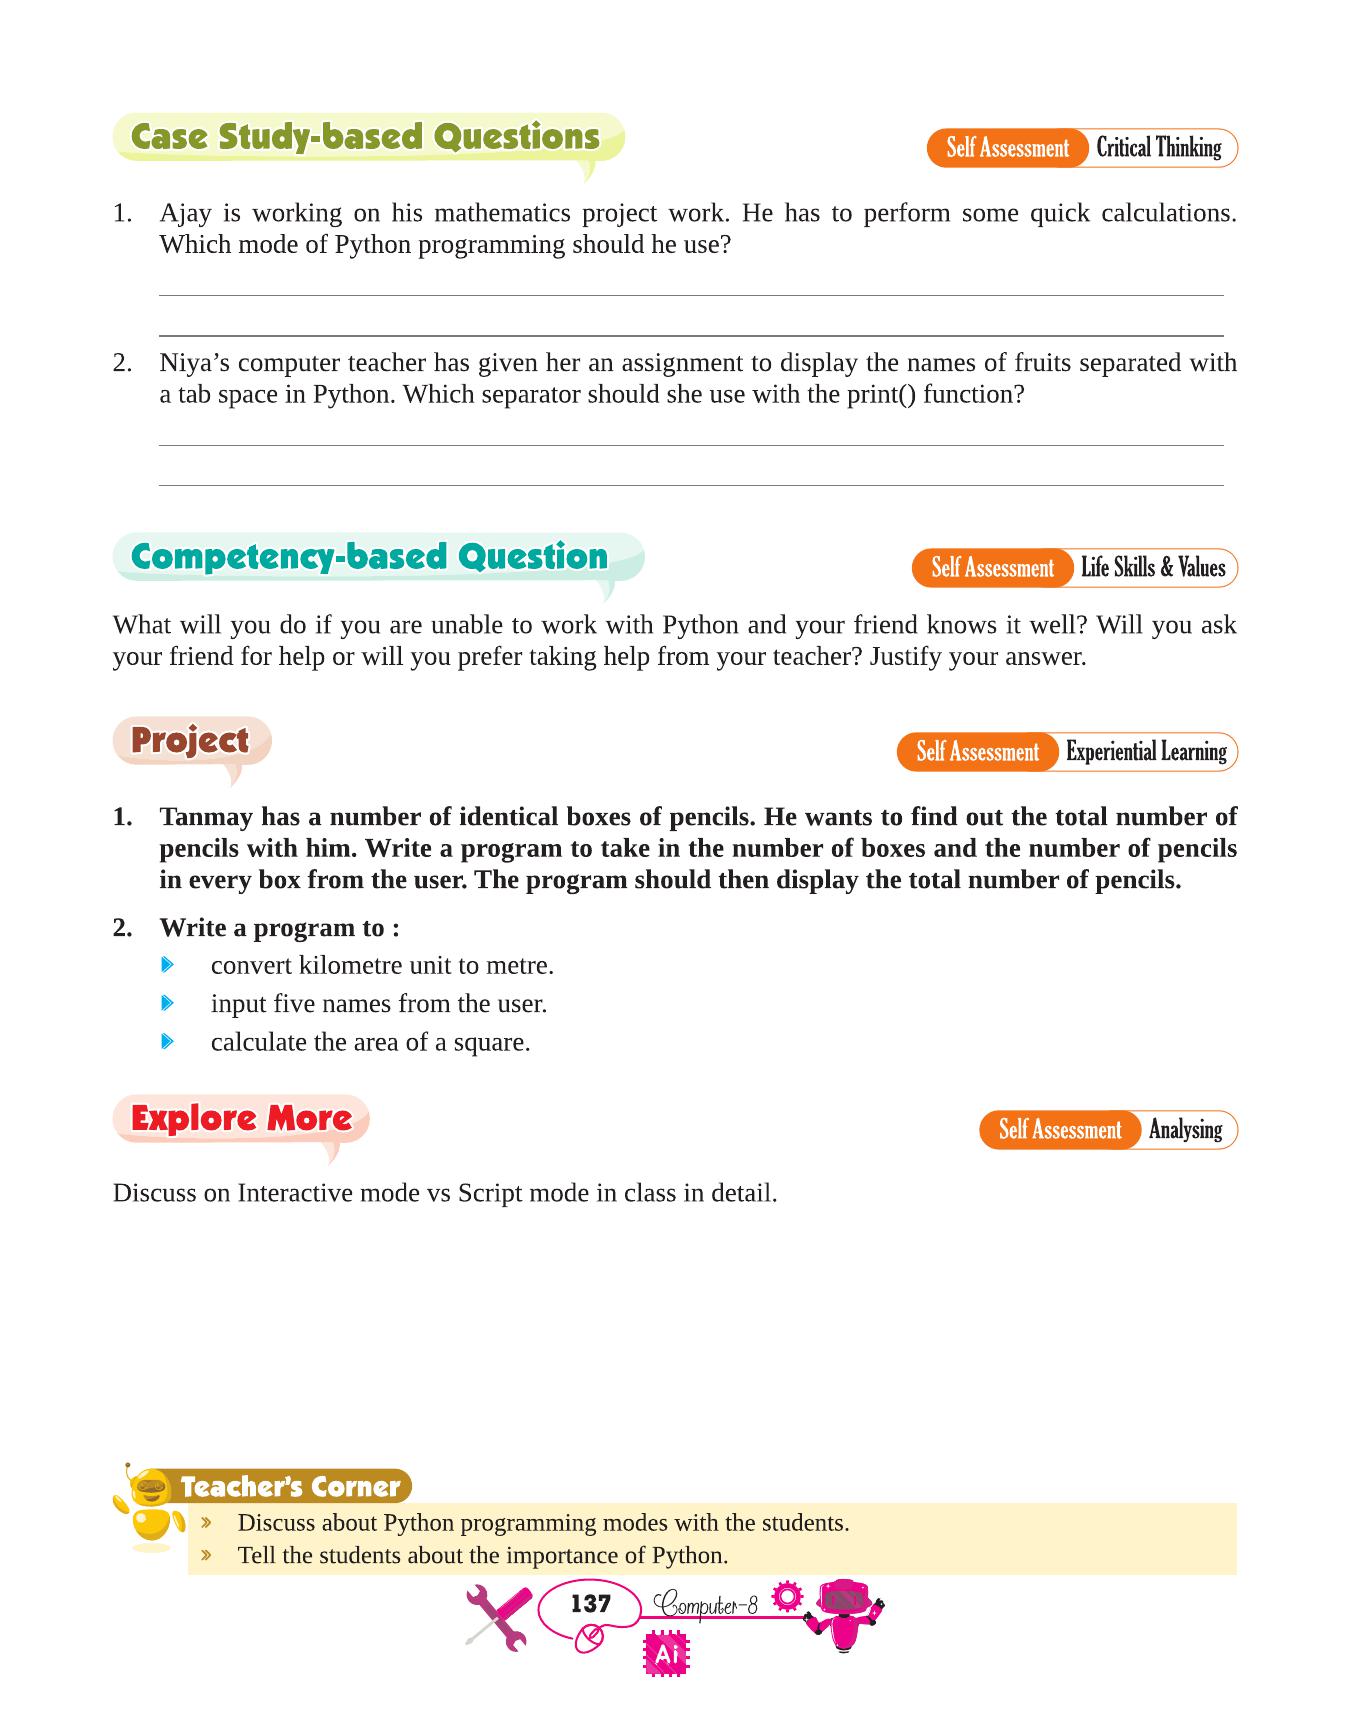 Case Study-based Questions
Self Assessment Critical Thinking
1. Ajay is working on his mathematics project work. He has to perform some quick calculations.
Which mode of Python programming should he use?
2. Niya’s computer teacher has given her an assignment to display the names of fruits separated with
a tab space in Python. Which separator should she use with the print() function?
Competency-based Question
Self Assessment Life Skills & Values
What will you do if you are unable to work with Python and your friend knows it well? Will you ask
your friend for help or will you prefer taking help from your teacher? Justify your answer.
Project
Self Assessment Experiential Learning
1. Tanmay has a number of identical boxes of pencils. He wants to find out the total number of
pencils with him. Write a program to take in the number of boxes and the number of pencils
in every box from the user. The program should then display the total number of pencils.
2. Write a program to :
convert kilometre unit to metre.
input five names from the user.
calculate the area of a square.
Explore More
Self Assessment Analysing
Discuss on Interactive mode vs Script mode in class in detail.
Teacher’s Corner
» Discuss about Python programming modes with the students.
» Tell the students about the importance of Python.
137 Computer-8
Ai